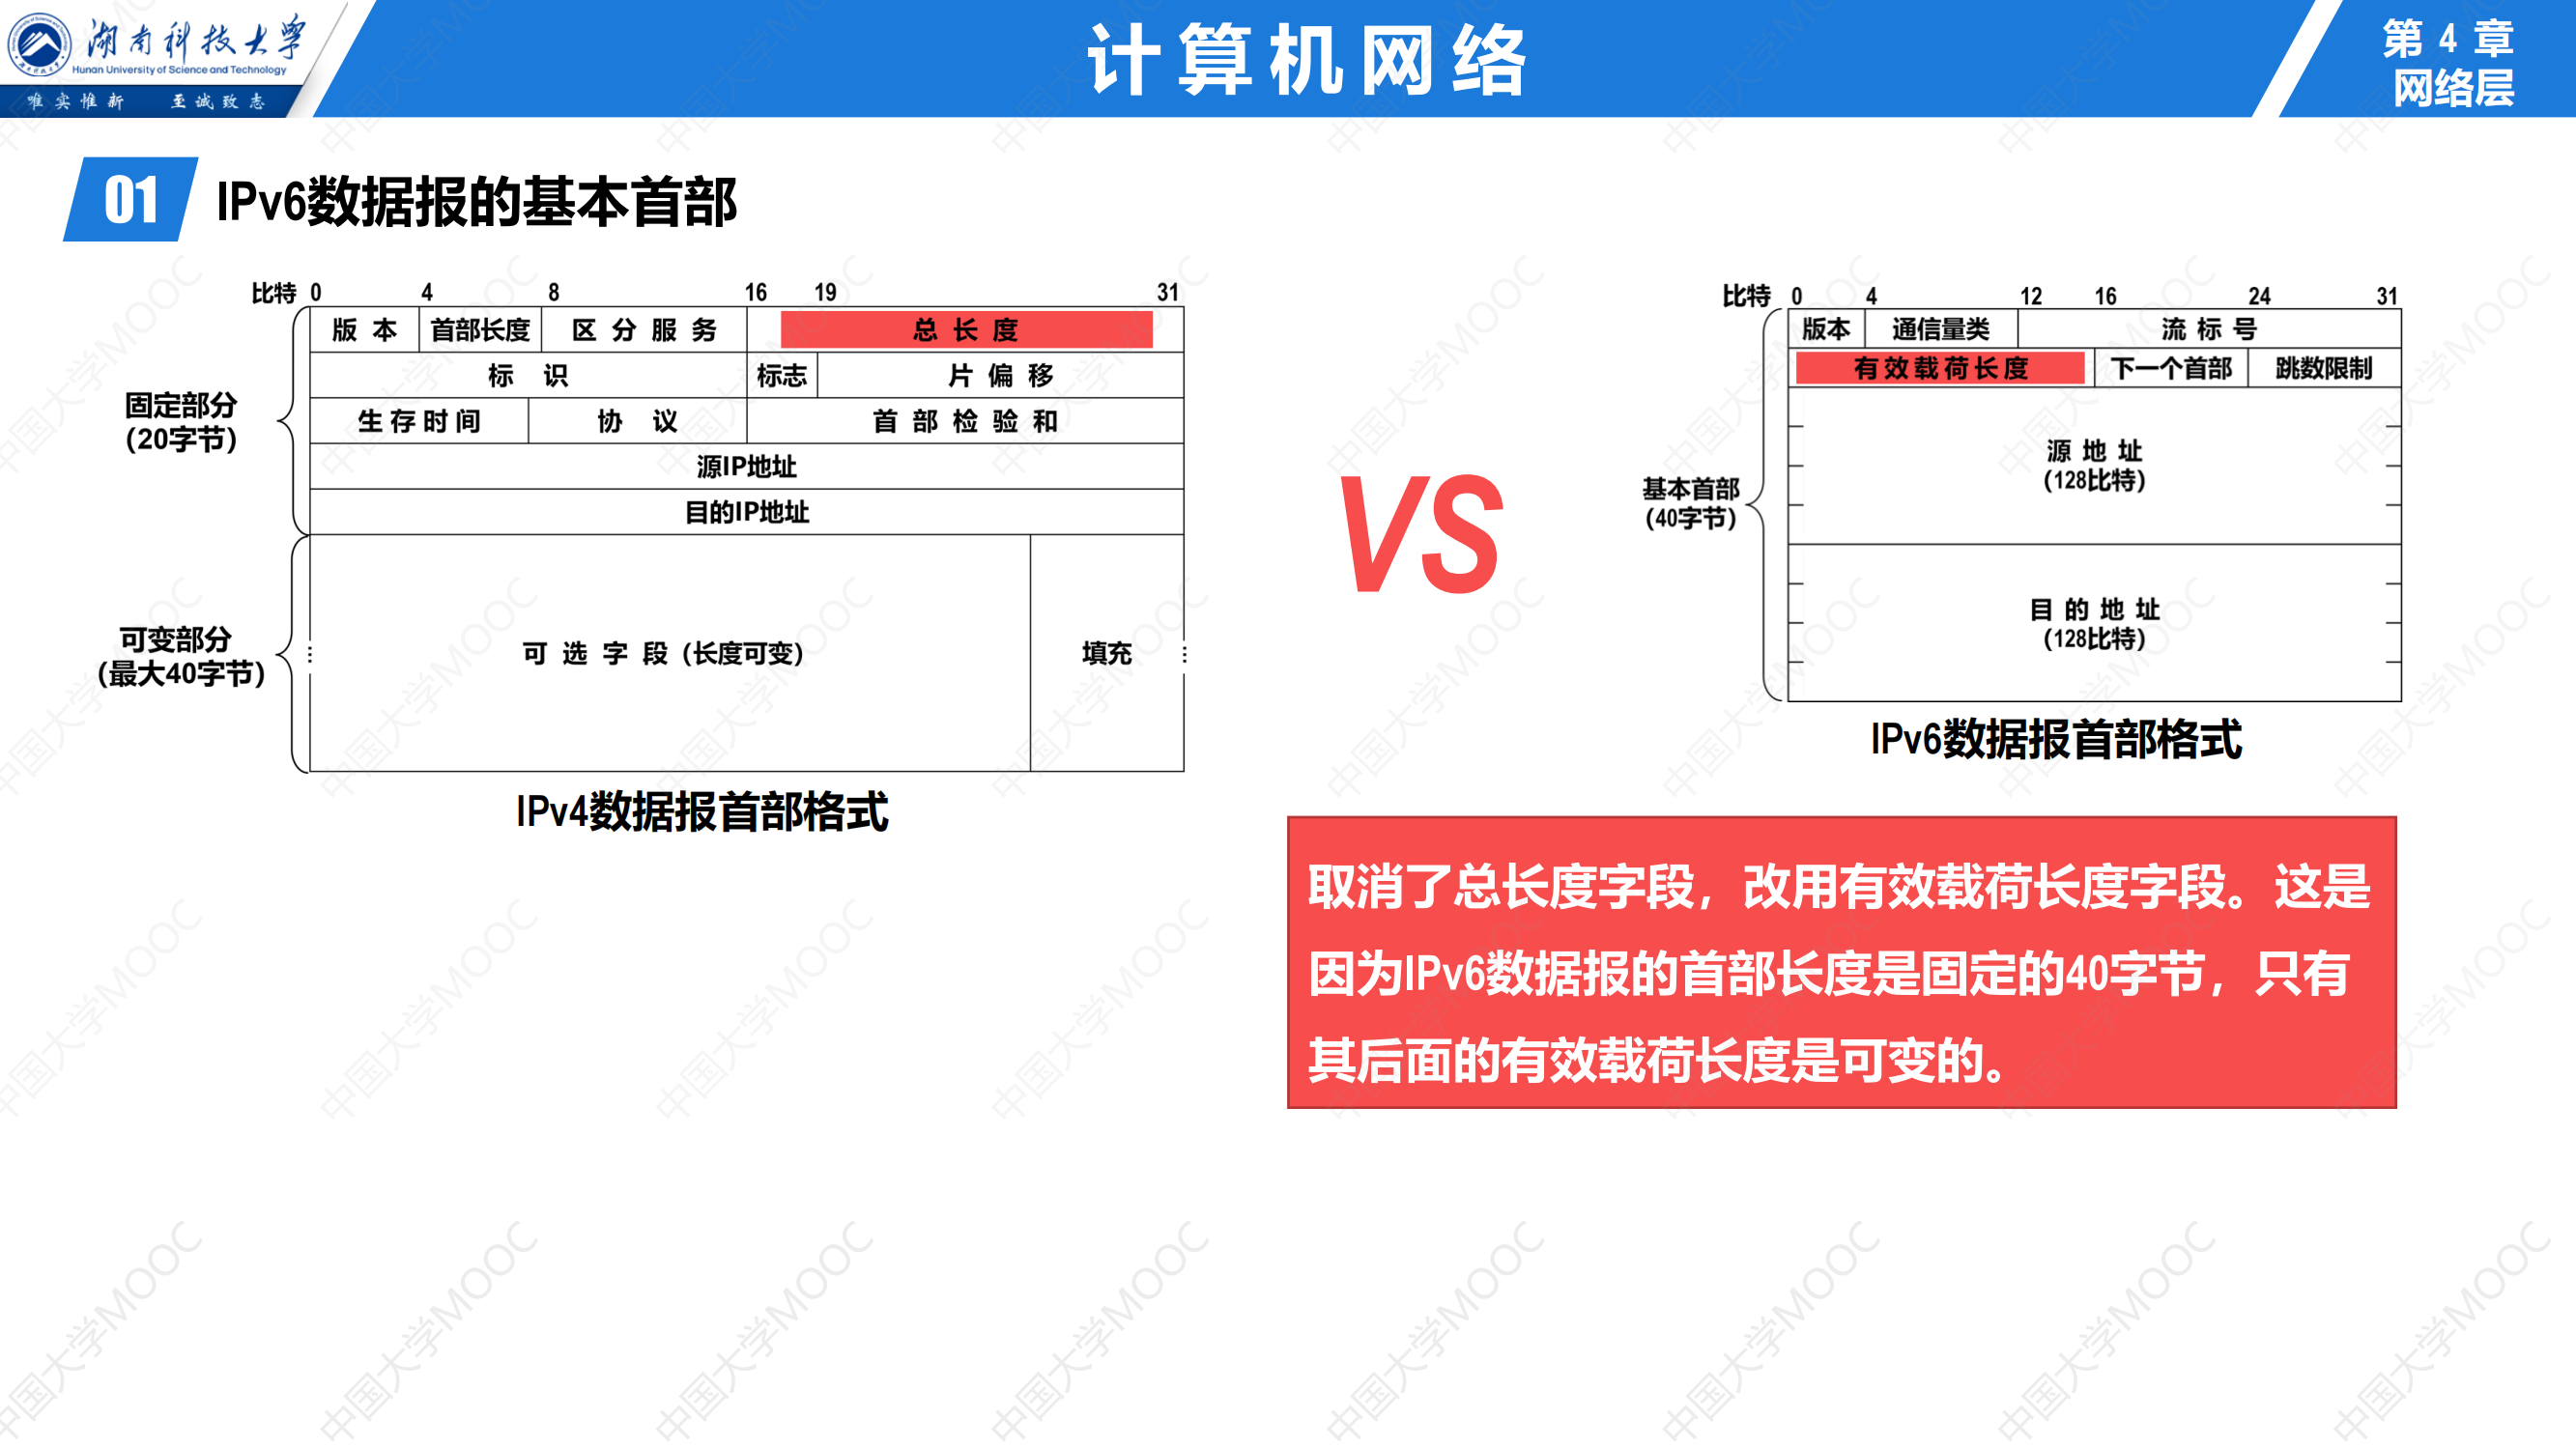 湖南科技大学
Hunan University of Science and Technology
唯实惟新 至诚致志
计算机网络
第 4 章
网络层
01 IPv6数据报的基本首部
比特 0 4 8 16 19 31
版 本 首部长度 区 分 服 务 总 长 度
标 识 标志 片 偏 移
生 存 时 间 协 议 首 部 检 验 和
源IP地址
目的IP地址
可 选 字 段（长度可变） 填充
固定部分
（20字节）
可变部分
（最大40字节）
IPv4数据报首部格式
VS
比特 0 4 12 16 24 31
版本 通信量类 流 标 号
有 效 载 荷 长 度 下一个首部 跳数限制
源 地 址
（128比特）
目 的 地 址
（128比特）
基本首部
（40字节）
IPv6数据报首部格式
取消了总长度字段，改用有效载荷长度字段。这是
因为IPv6数据报的首部长度是固定的40字节，只有
其后面的有效载荷长度是可变的。
中国大学MOOC